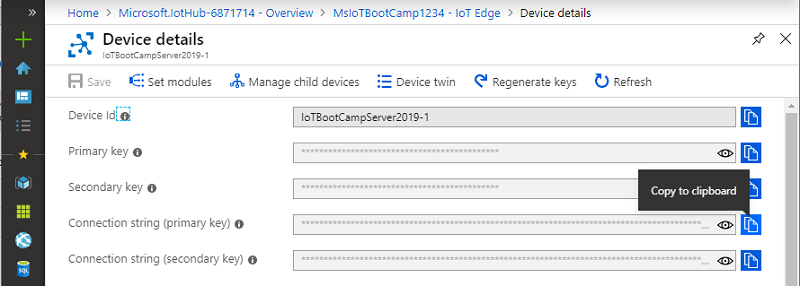 Home > Microsoft.IotHub-6871714 - Overview > MsIoTBootCamp1234 - IoT Edge > Device details
Device details
IoTBootCampServer2019-1
Save Set modules Manage child devices Device twin Regenerate keys Refresh
Device Id IoTBootCampServer2019-1
Primary key ********************************************
Secondary key ********************************************
Copy to clipboard
Connection string (primary key) ****************************************************************************************...
Connection string (secondary key) ****************************************************************************************...
SQL